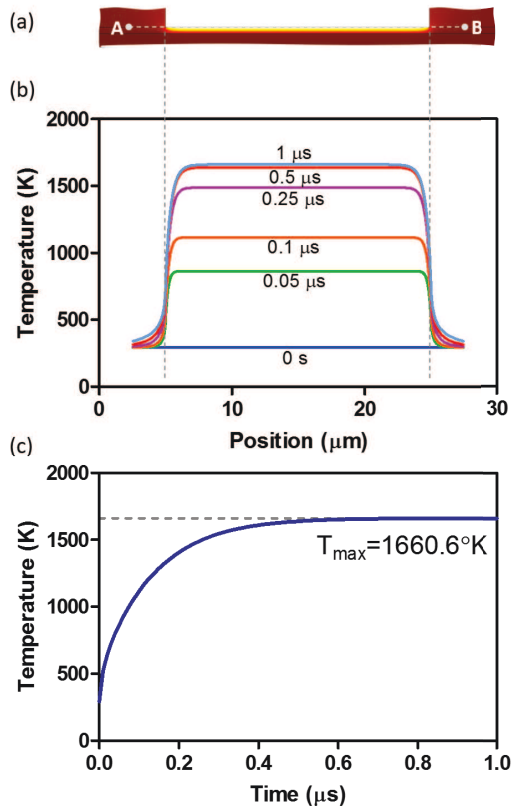 (a)
A B
(b)
Temperature (K)
2000
1500
1000
500
0
1 μs
0.5 μs
0.25 μs
0.1 μs
0.05 μs
0 s
0 10 20 30
Position (μm)
(c)
Temperature (K)
2000
1500
1000
500
0
Tmax=1660.6°K
0.0 0.2 0.4 0.6 0.8 1.0
Time (μs)